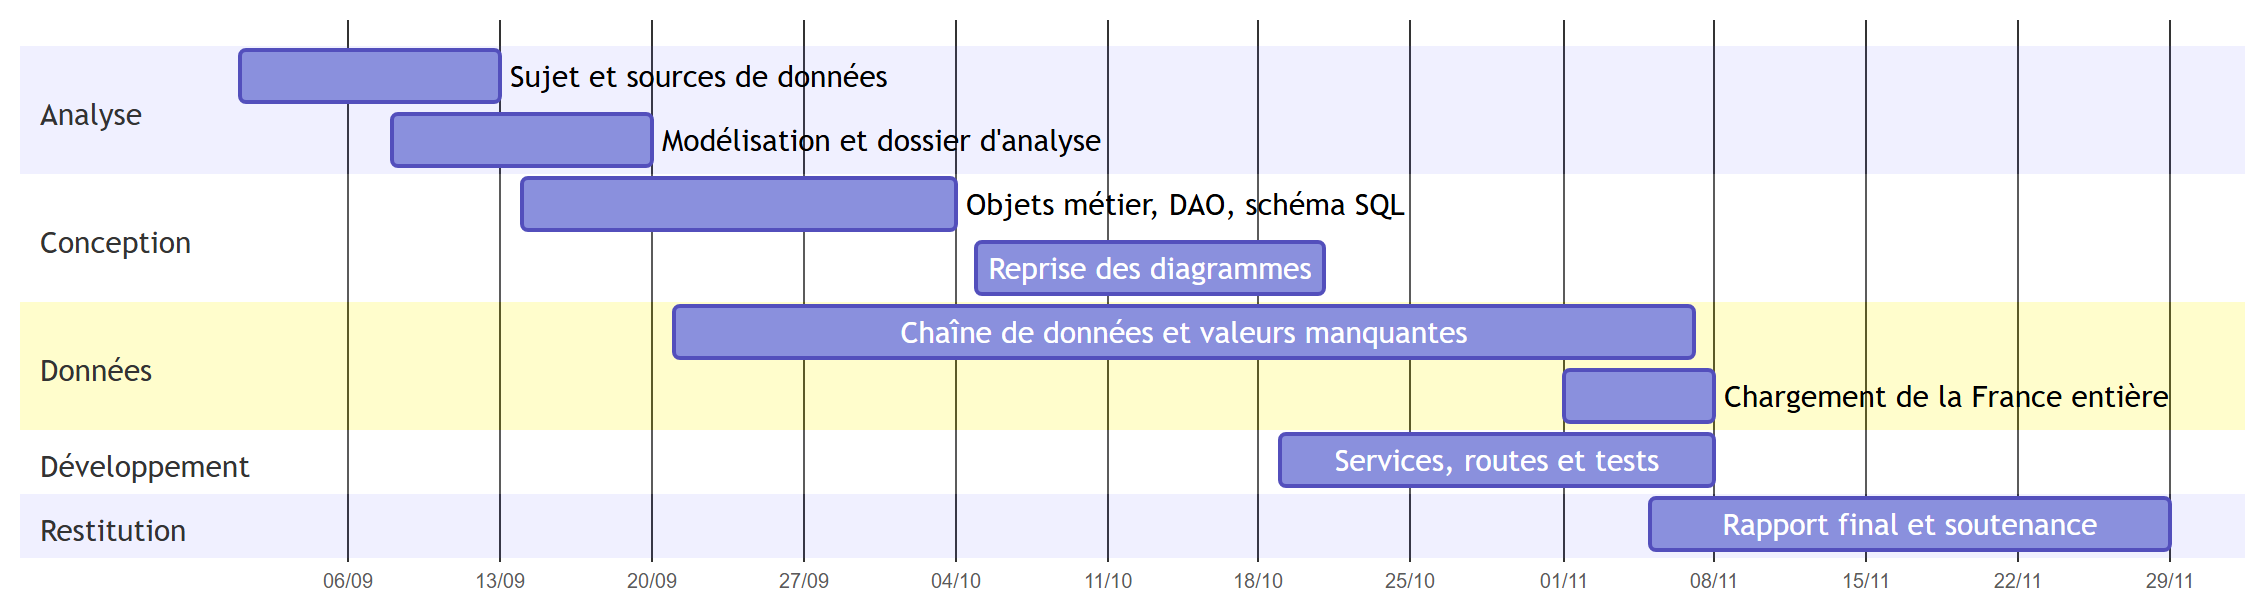 Sujet et sources de données
Analyse
Modélisation et dossier d'analyse
Objets métier, DAO, schéma SQL
Conception
Reprise des diagrammes
Chaîne de données et valeurs manquantes
Données
Chargement de la France entière
Développement
Services, routes et tests
Restitution
Rapport final et soutenance
06/09 13/09 20/09 27/09 04/10 11/10 18/10 25/10 01/11 08/11 15/11 22/11 29/11